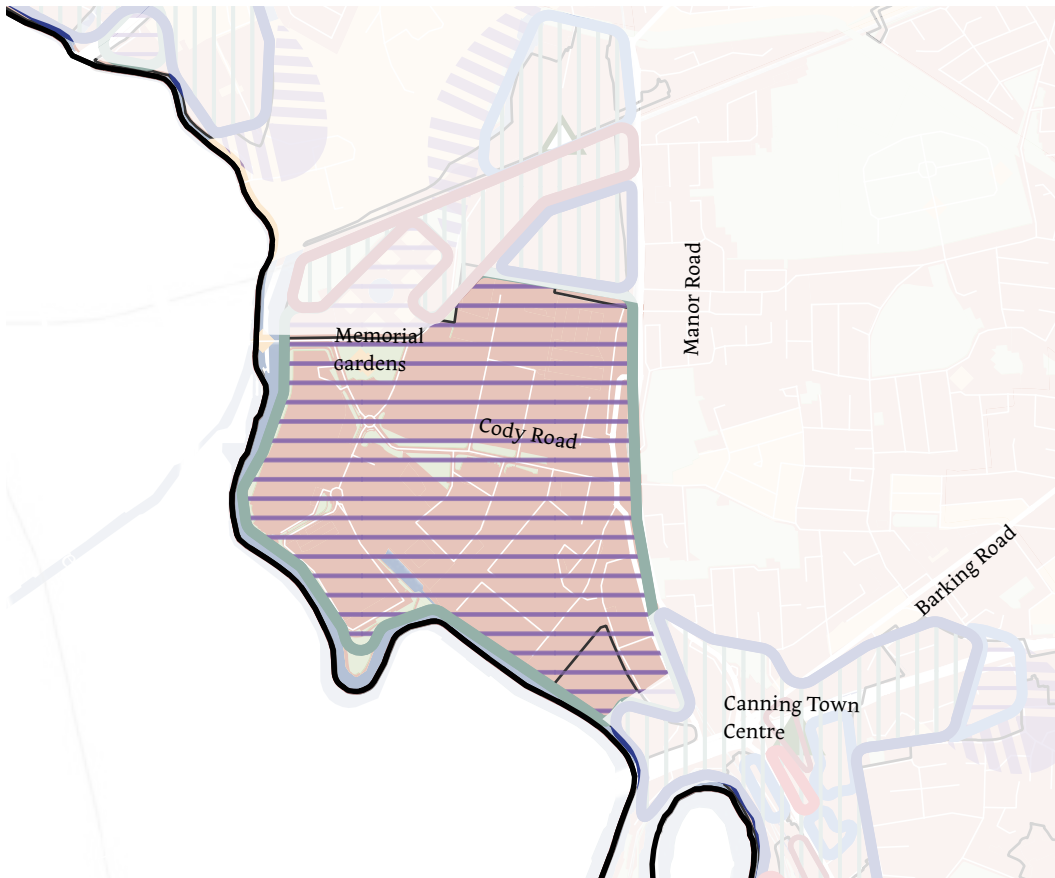 Manor Road
Memorial
gardens
Cody Road
Barking Road
Canning Town
Centre